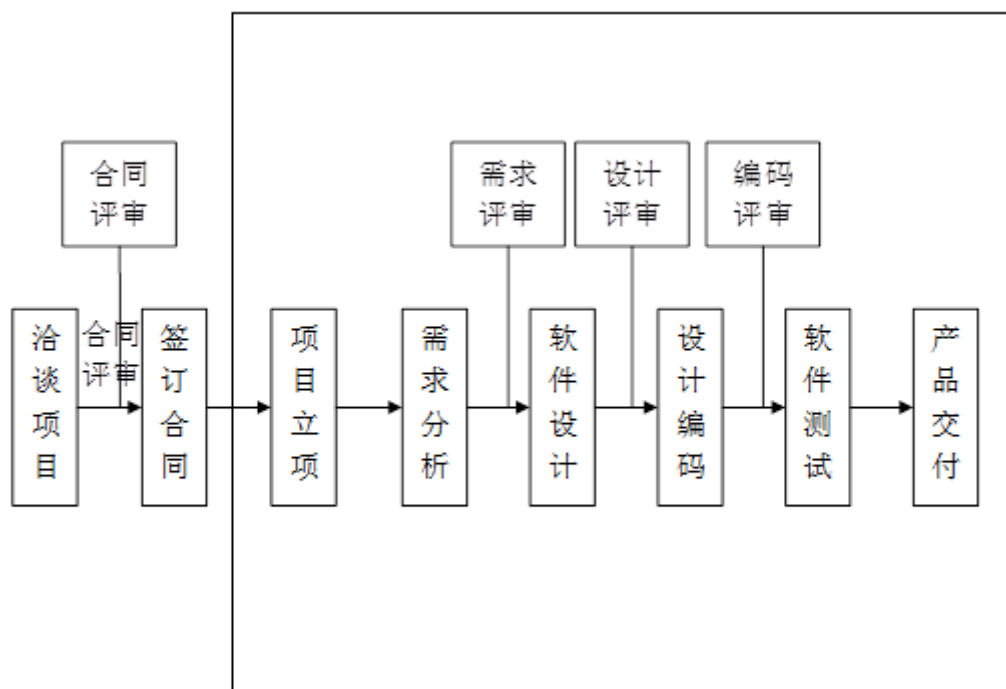 合同
评审
需求
评审
设计
评审
编码
评审
洽谈项目
合同
评审
签订合同
项目立项
需求分析
软件设计
设计编码
软件测试
产品交付